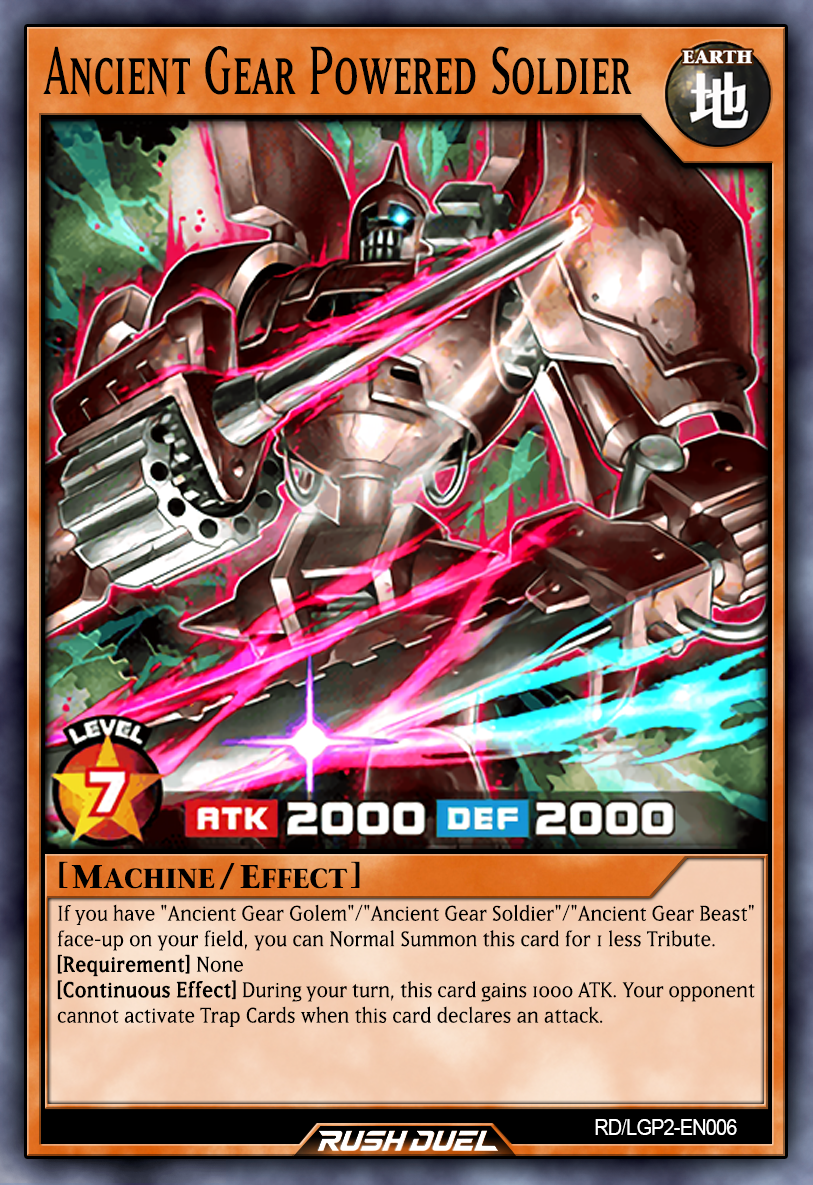 Ancient Gear Powered Soldier
EARTH
地
LEVEL
7
ATK 2000 DEF 2000
[Machine/Effect]
If you have "Ancient Gear Golem"/"Ancient Gear Soldier"/"Ancient Gear Beast"
face-up on your field, you can Normal Summon this card for 1 less Tribute.
[Requirement] None
[Continuous Effect] During your turn, this card gains 1000 ATK. Your opponent
cannot activate Trap Cards when this card declares an attack.
RD/LGP2-EN006
RUSH DUEL